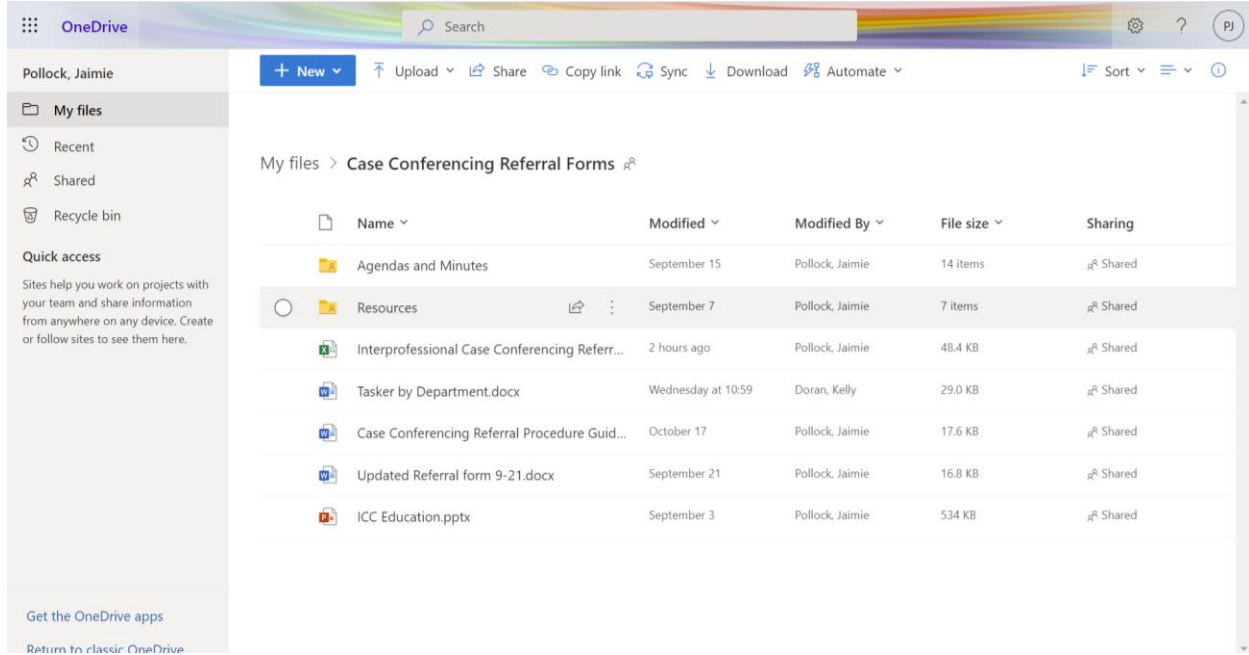 OneDrive
Search
PJ
Pollock, Jaimie
My files
Recent
Shared
Recycle bin
Quick access
Sites help you work on projects with
your team and share information
from anywhere on any device. Create
or follow sites to see them here.
Get the OneDrive apps
Return to classic OneDrive
New Upload Share Copy link Sync Download Automate Sort
My files > Case Conferencing Referral Forms
Name Modified Modified By File size Sharing
Agendas and Minutes September 15 Pollock, Jaimie 14 items Shared
Resources September 7 Pollock, Jaimie 7 items Shared
Interprofessional Case Conferencing Referr... 2 hours ago Pollock, Jaimie 48.4 KB Shared
Tasker by Department.docx Wednesday at 10:59 Doran, Kelly 29.0 KB Shared
Case Conferencing Referral Procedure Guid... October 17 Pollock, Jaimie 17.6 KB Shared
Updated Referral form 9-21.docx September 21 Pollock, Jaimie 16.8 KB Shared
ICC Education.pptx September 3 Pollock, Jaimie 534 KB Shared